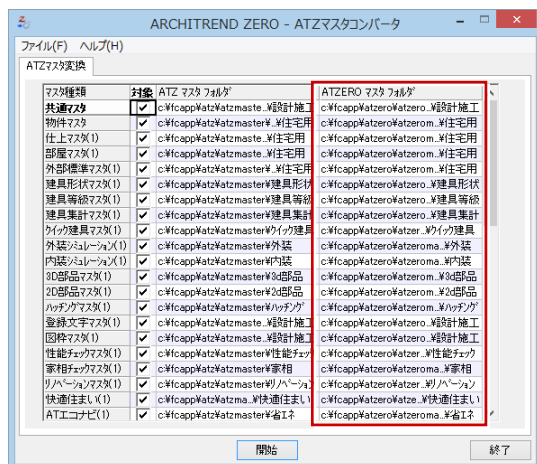 ARCHITREND ZERO - ATZマスタコンバータ
ファイル(F) ヘルプ(H)
ATZマスタ変換
マスタ種類 対象 ATZ マスタ フォルダ ATZERO マスタ フォルダ
共通マスタ c:¥fcapp¥atz¥atzmaste..¥設計施工 c:¥fcapp¥atzero¥atzero..¥設計施工
物件マスタ c:¥fcapp¥atz¥atzmaster¥..¥住宅用 c:¥fcapp¥atzero¥atzerom..¥住宅用
仕上マスタ(1) c:¥fcapp¥atz¥atzmaste..¥住宅用 c:¥fcapp¥atzero¥atzerom..¥住宅用
部屋マスタ(1) c:¥fcapp¥atz¥atzmaste..¥住宅用 c:¥fcapp¥atzero¥atzerom..¥住宅用
外部標準マスタ(1) c:¥fcapp¥atz¥atzmaster¥..¥住宅用 c:¥fcapp¥atzero¥atzerom..¥住宅用
建具形状マスタ(1) c:¥fcapp¥atz¥atzmaster¥建具形状 c:¥fcapp¥atzero¥atzero..¥建具形状
建具等級マスタ(1) c:¥fcapp¥atz¥atzmaster¥建具等級 c:¥fcapp¥atzero¥atzero..¥建具等級
建具集計マスタ(1) c:¥fcapp¥atz¥atzmaster¥建具集計 c:¥fcapp¥atzero¥atzero..¥建具集計
クイック建具マスタ(1) c:¥fcapp¥atz¥atzmaster¥クイック建具 c:¥fcapp¥atzero¥atzer..¥クイック建具
外装シミュレーション(1) c:¥fcapp¥atz¥atzmaster¥外装 c:¥fcapp¥atzero¥atzeroma..¥外装
内装シミュレーション(1) c:¥fcapp¥atz¥atzmaster¥内装 c:¥fcapp¥atzero¥atzeroma..¥内装
3D部品マスタ(1) c:¥fcapp¥atz¥atzmaster¥3d部品 c:¥fcapp¥atzero¥atzerom..¥3d部品
2D部品マスタ(1) c:¥fcapp¥atz¥atzmaster¥2d部品 c:¥fcapp¥atzero¥atzerom..¥2d部品
ハッチングマスタ(1) c:¥fcapp¥atz¥atzmaster¥ハッチング c:¥fcapp¥atzero¥atzerom..¥ハッチング
登録文字マスタ(1) c:¥fcapp¥atz¥atzmaste..¥設計施工 c:¥fcapp¥atzero¥atzero..¥設計施工
図枠マスタ(1) c:¥fcapp¥atz¥atzmaste..¥設計施工 c:¥fcapp¥atzero¥atzero..¥設計施工
性能チェックマスタ(1) c:¥fcapp¥atz¥atzmaster¥性能チェック c:¥fcapp¥atzero¥atzer..¥性能チェック
家相チェックマスタ(1) c:¥fcapp¥atz¥atzmaster¥家相 c:¥fcapp¥atzero¥atzeroma..¥家相
リノベーションマスタ(1) c:¥fcapp¥atz¥atzmaster¥リノベーション c:¥fcapp¥atzero¥atzer..¥リノベーション
快適住まい(1) c:¥fcapp¥atz¥atzma..¥快適住まい c:¥fcapp¥atzero¥atze..¥快適住まい
ATエコナビ(1) c:¥fcapp¥atz¥atzmaster¥省エネ c:¥fcapp¥atzero¥atzeroma..¥省エネ
開始 終了